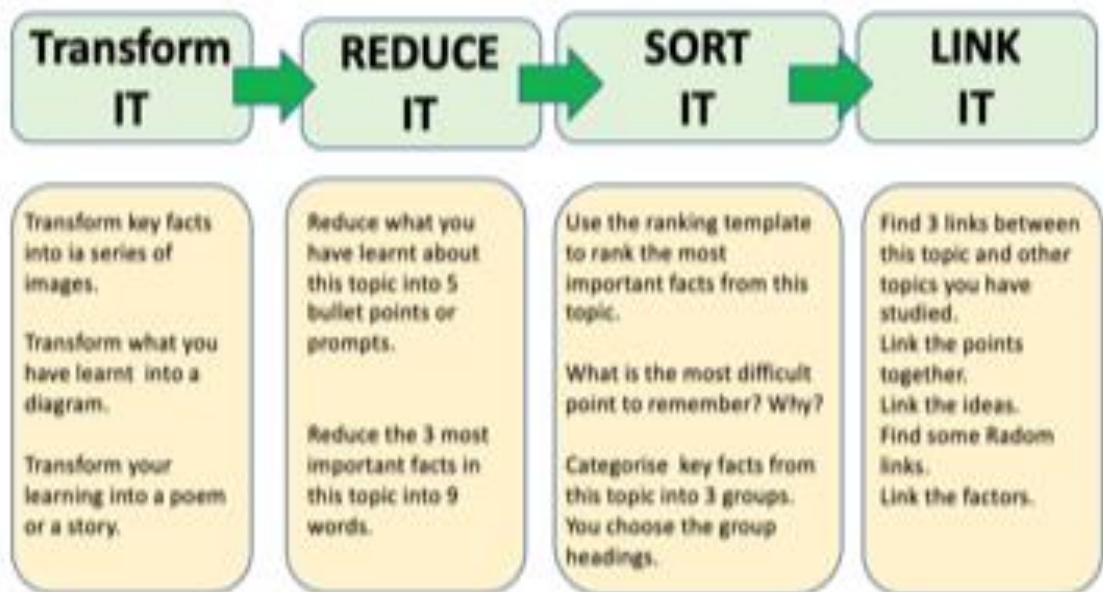 Transform
IT
REDUCE
IT
SORT
IT
LINK
IT
Transform key facts
into ia series of
images.
Transform what you
have learnt into a
diagram.
Transform your
learning into a poem
or a story.
Reduce what you
have learnt about
this topic into 5
bullet points or
prompts.
Reduce the 3 most
important facts in
this topic into 9
words.
Use the ranking template
to rank the most
important facts from this
topic.
What is the most difficult
point to remember? Why?
Categorise key facts from
this topic into 3 groups.
You choose the group
headings.
Find 3 links between
this topic and other
topics you have
studied.
Link the points
together.
Link the ideas.
Find some Radom
links.
Link the factors.